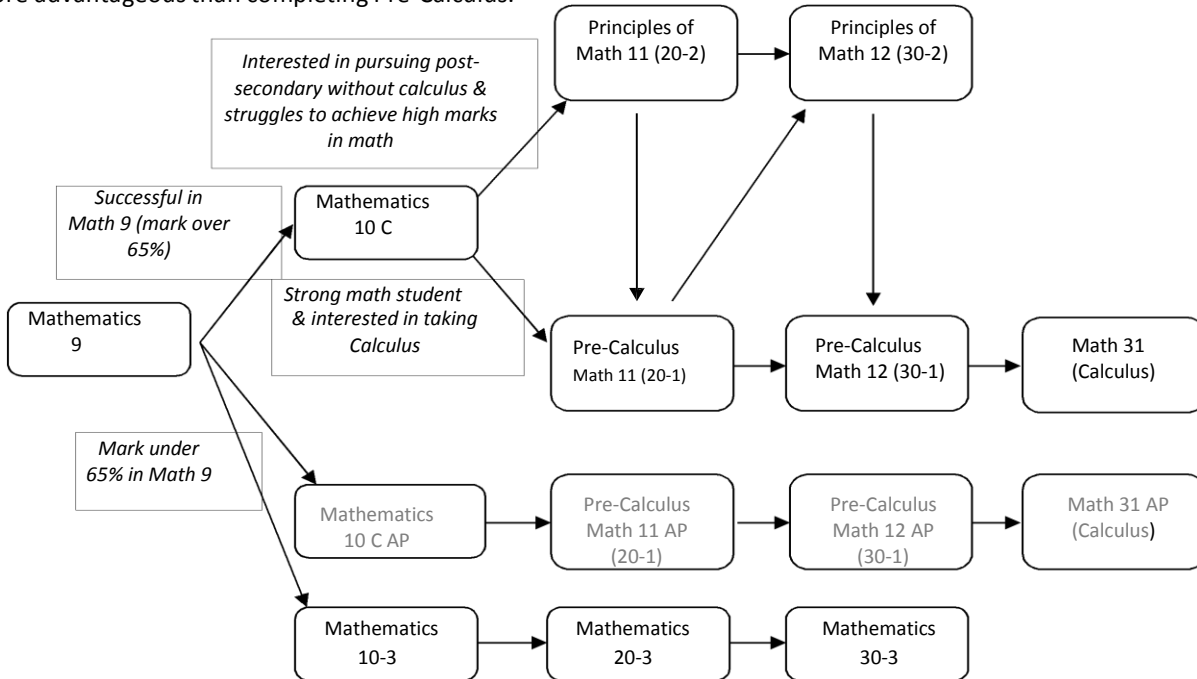 ore advantageous than completing Pre-Calculus.
Principles of
Math 11 (20-2)
Principles of
Math 12 (30-2)
Interested in pursuing post-
secondary without calculus &
struggles to achieve high marks
in math
Successful in
Math 9 (mark over
65%)
Mathematics
10 C
Strong math student
& interested in taking
Calculus
Mathematics
9
Pre-Calculus
Math 11 (20-1)
Pre-Calculus
Math 12 (30-1)
Math 31
(Calculus)
Mark under
65% in Math 9
Mathematics
10 C AP
Pre-Calculus
Math 11 AP
(20-1)
Pre-Calculus
Math 12 AP
(30-1)
Math 31 AP
(Calculus)
Mathematics
10-3
Mathematics
20-3
Mathematics
30-3